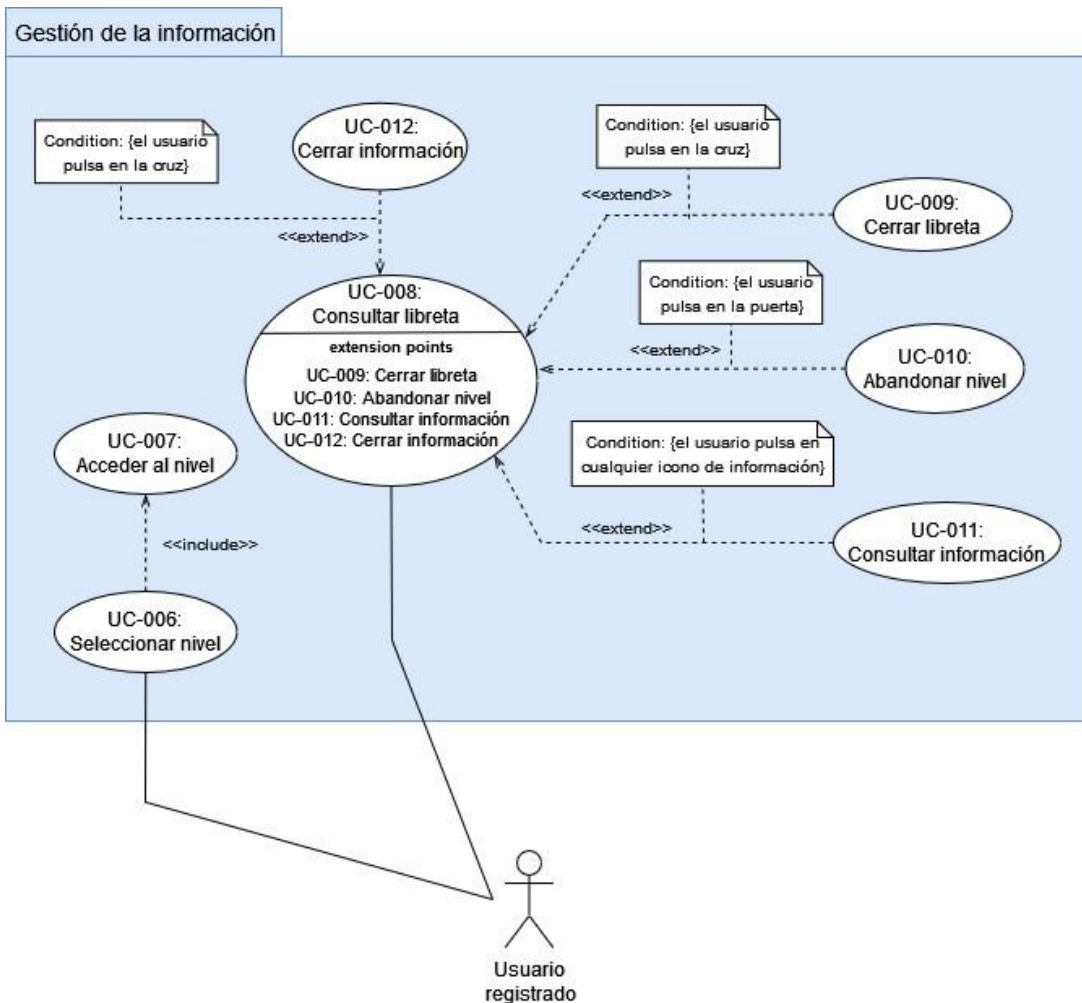 Gestión de la información
Condition: {el usuario
pulsa en la cruz}
UC-012:
Cerrar información
Condition: {el usuario
pulsa en la cruz}
<<extend>>
UC-009:
Cerrar libreta
<<extend>>
Condition: {el usuario
pulsa en la puerta}
UC-008:
Consultar libreta
extension points
UC-009: Cerrar libreta
UC-010: Abandonar nivel
UC-011: Consultar información
UC-012: Cerrar información
<<extend>>
UC-010:
Abandonar nivel
UC-007:
Acceder al nivel
Condition: {el usuario pulsa en
cualquier icono de información}
<<extend>>
UC-011:
Consultar información
<<include>>
UC-006:
Seleccionar nivel
Usuario
registrado